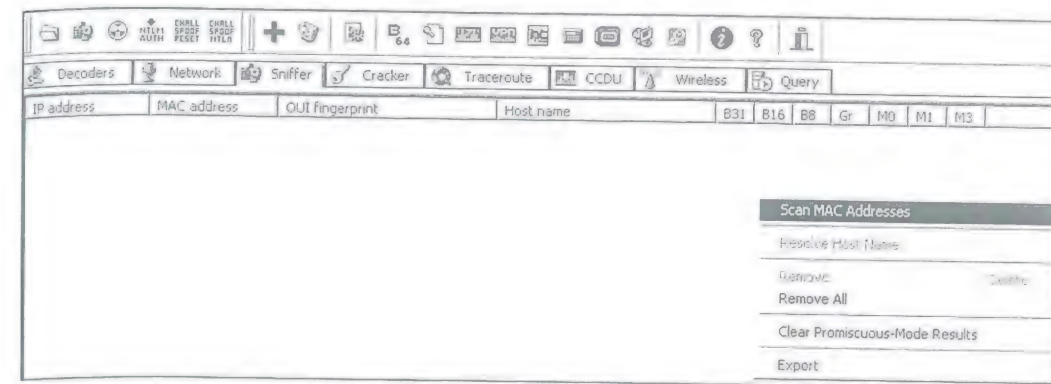 NTLM AUTH
CHALL SPOOF RESET
CHALL SPOOF NTLM
B 64
Decoders Network Sniffer Cracker Traceroute CCDU Wireless Query
IP address MAC address OUI fingerprint Host name B31 B16 B8 Gr M0 M1 M3
Scan MAC Addresses
Resolve Host Name
Remove Delete
Remove All
Clear Promiscuous-Mode Results
Export